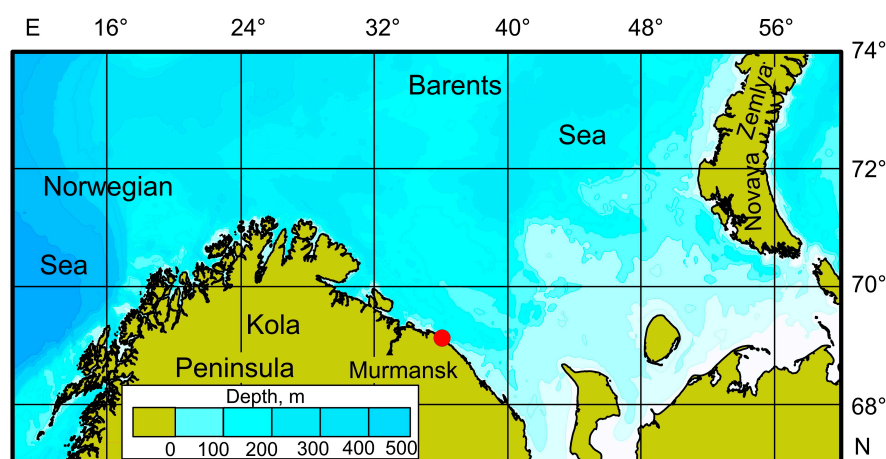 E 16° 24° 32° 40° 48° 56°
74°
Barents
Sea
Novaya Zemlya
72°
Norwegian
Sea
70°
Kola
Peninsula
Murmansk
Depth, m
0 100 200 300 400 500
68°
N